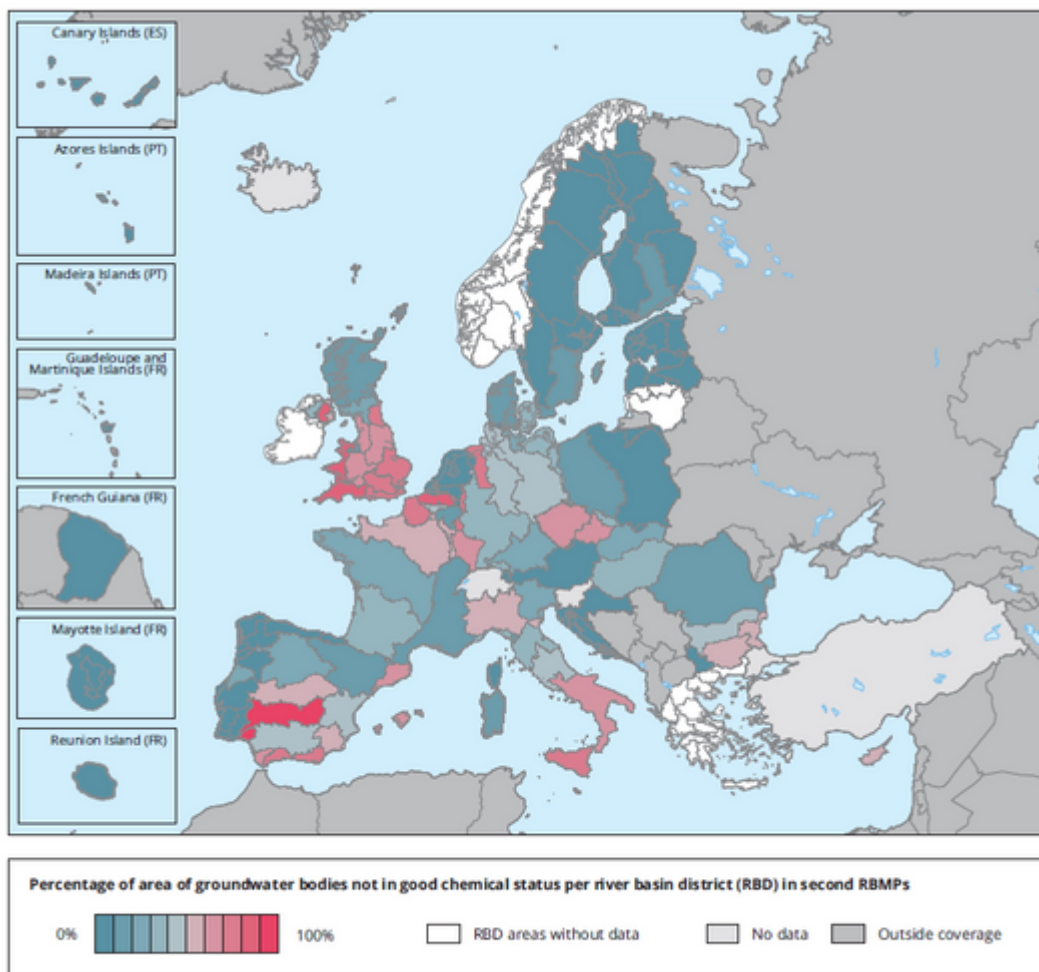 Canary Islands (ES)
Azores Islands (PT)
Madeira Islands (PT)
Guadeloupe and
Martinique Islands (FR)
French Guiana (FR)
Mayotte Island (FR)
Reunion Island (FR)
Percentage of area of groundwater bodies not in good chemical status per river basin district (RBD) in second RBMPs
0% 100% RBD areas without data No data Outside coverage